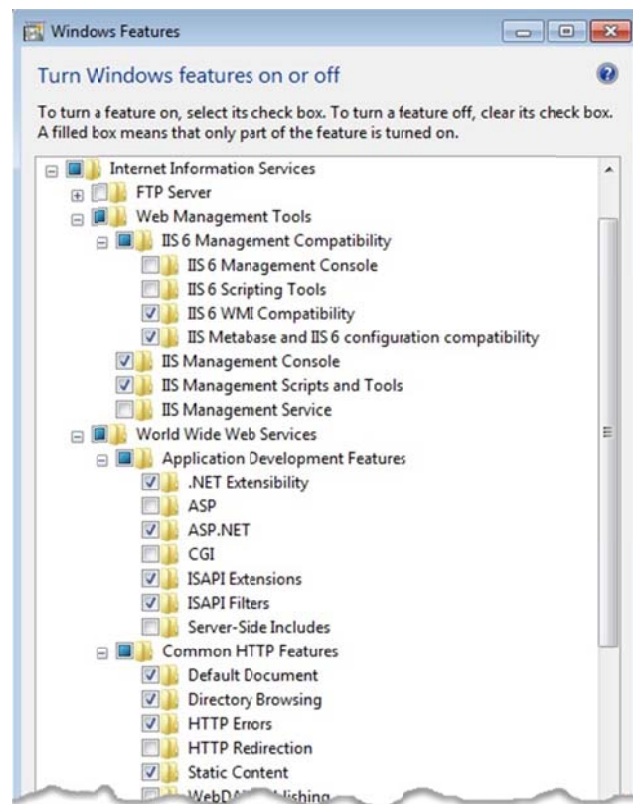 Windows Features
Turn Windows features on or off
To turn a feature on, select its check box. To turn a feature off, clear its check box.
A filled box means that only part of the feature is turned on.
Internet Information Services
FTP Server
Web Management Tools
IIS 6 Management Compatibility
IIS 6 Management Console
IIS 6 Scripting Tools
IIS 6 WMI Compatibility
IIS Metabase and IIS 6 configuration compatibility
IIS Management Console
IIS Management Scripts and Tools
IIS Management Service
World Wide Web Services
Application Development Features
.NET Extensibility
ASP
ASP.NET
CGI
ISAPI Extensions
ISAPI Filters
Server-Side Includes
Common HTTP Features
Default Document
Directory Browsing
HTTP Errors
HTTP Redirection
Static Content